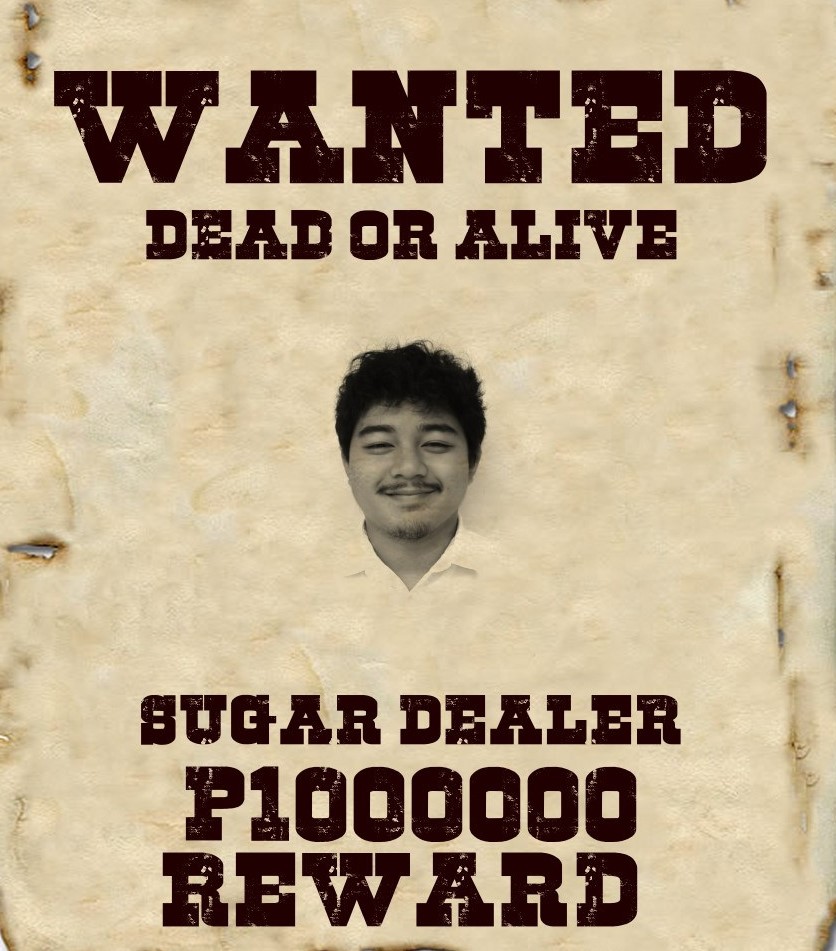 WANTED
DEAD OR ALIVE
SUGAR DEALER
P1000000
REWARD